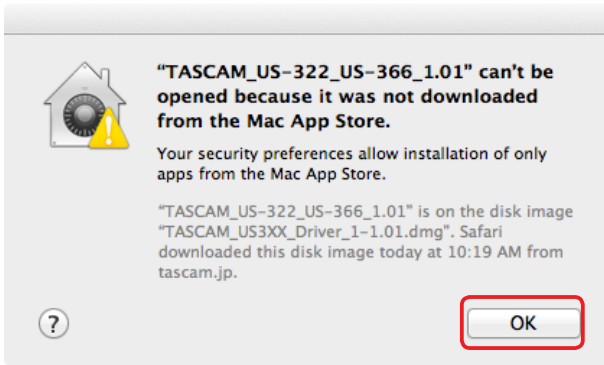 “TASCAM_US-322_US-366_1.01” can’t be
opened because it was not downloaded
from the Mac App Store.
Your security preferences allow installation of only
apps from the Mac App Store.
“TASCAM_US-322_US-366_1.01” is on the disk image
“TASCAM_US3XX_Driver_1-1.01.dmg”. Safari
downloaded this disk image today at 10:19 AM from
tascam.jp.
?
OK